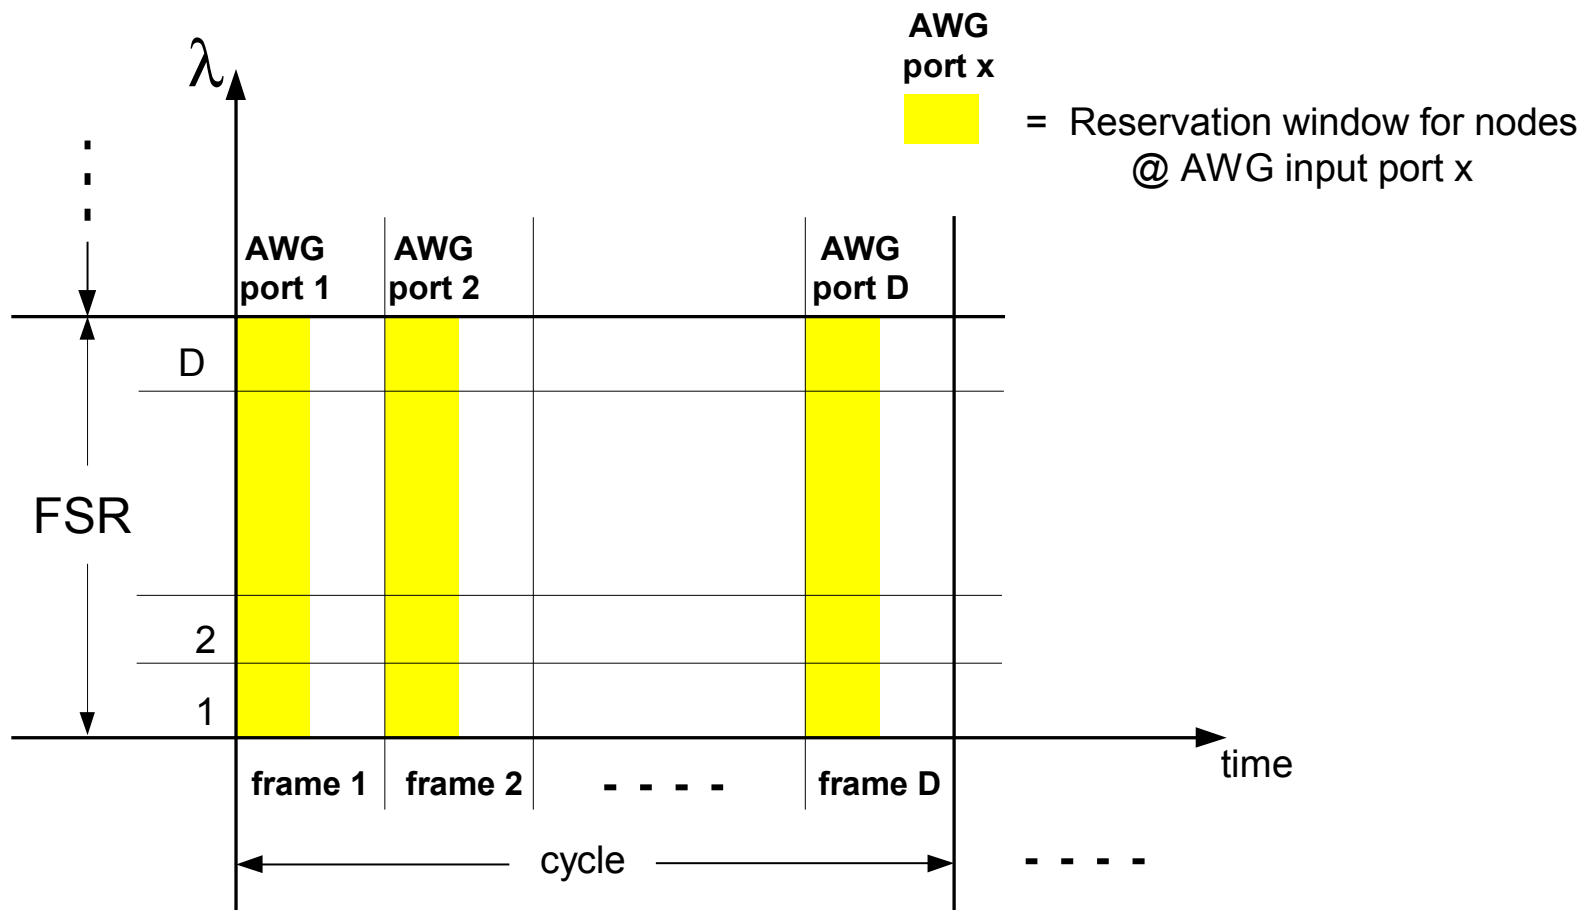 AWG
port x
λ
= Reservation window for nodes
@ AWG input port x
AWG
port 1
AWG
port 2
AWG
port D
D
FSR
2
1
time
frame 1
frame 2
- - - -
frame D
cycle
- - - -